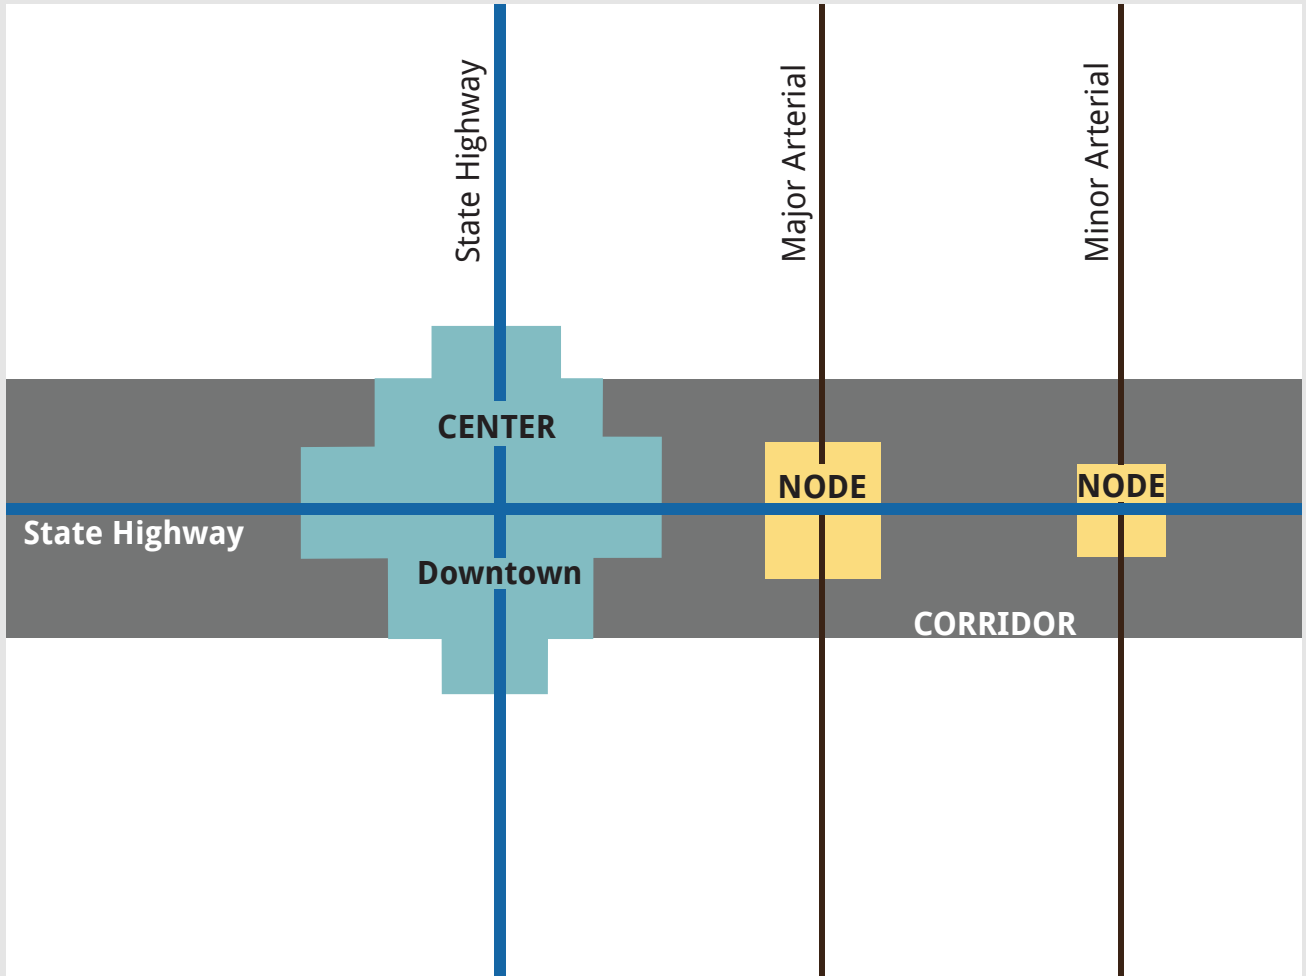 State Highway
Major Arterial
Minor Arterial
CENTER
NODE
NODE
State Highway
Downtown
CORRIDOR